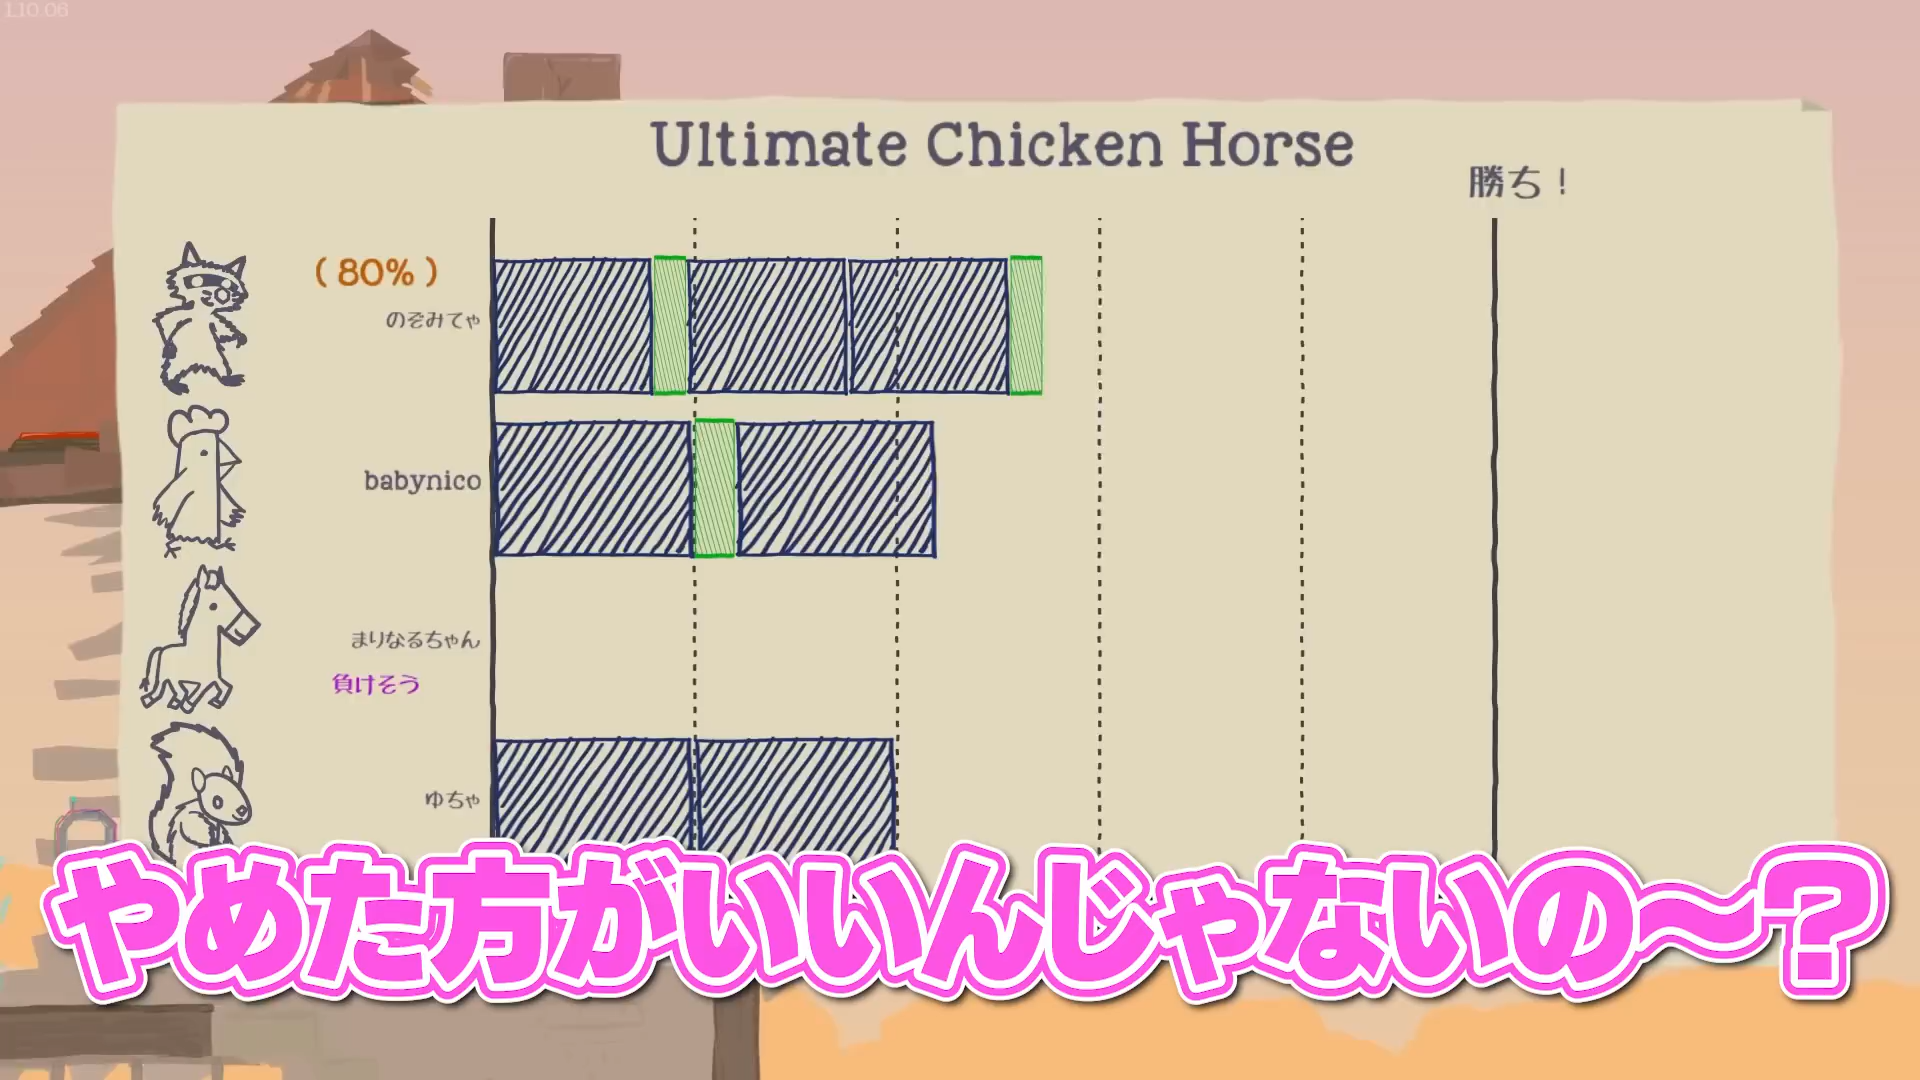 L10.06
Ultimate Chicken Horse
勝ち！
(80%)
のぞみてゃ
babynico
まりなるちゃん
負けそう
ゆちゃ
やめた方がいいんじゃないの〜？